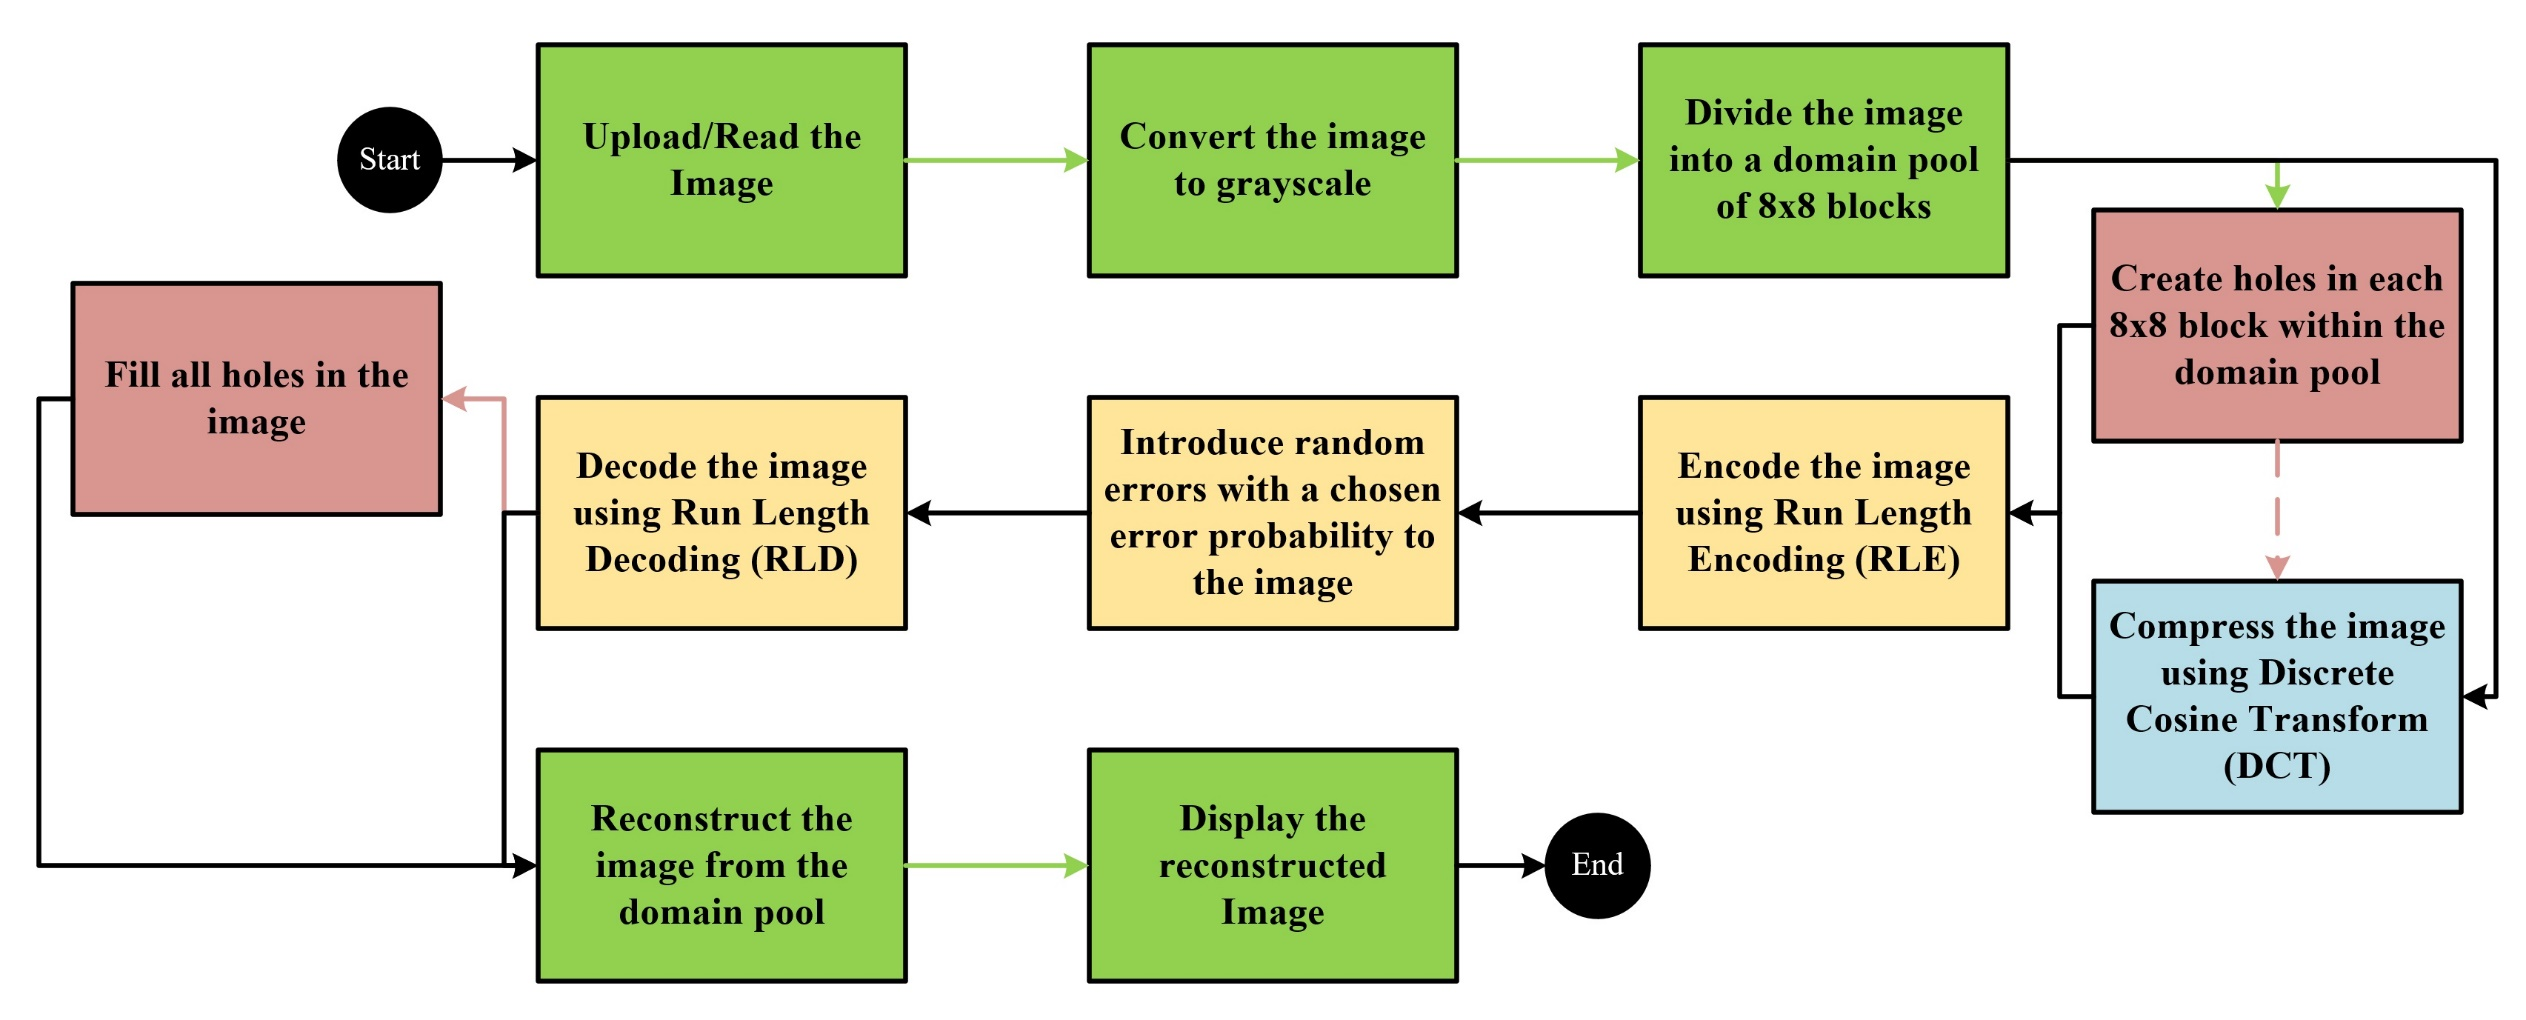 Start
Upload/Read the
Image
Convert the image
to grayscale
Divide the image
into a domain pool
of 8x8 blocks
Create holes in each
8x8 block within the
domain pool
Compress the image
using Discrete
Cosine Transform
(DCT)
Encode the image
using Run Length
Encoding (RLE)
Introduce random
errors with a chosen
error probability to
the image
Decode the image
using Run Length
Decoding (RLD)
Fill all holes in the
image
Reconstruct the
image from the
domain pool
Display the
reconstructed
Image
End